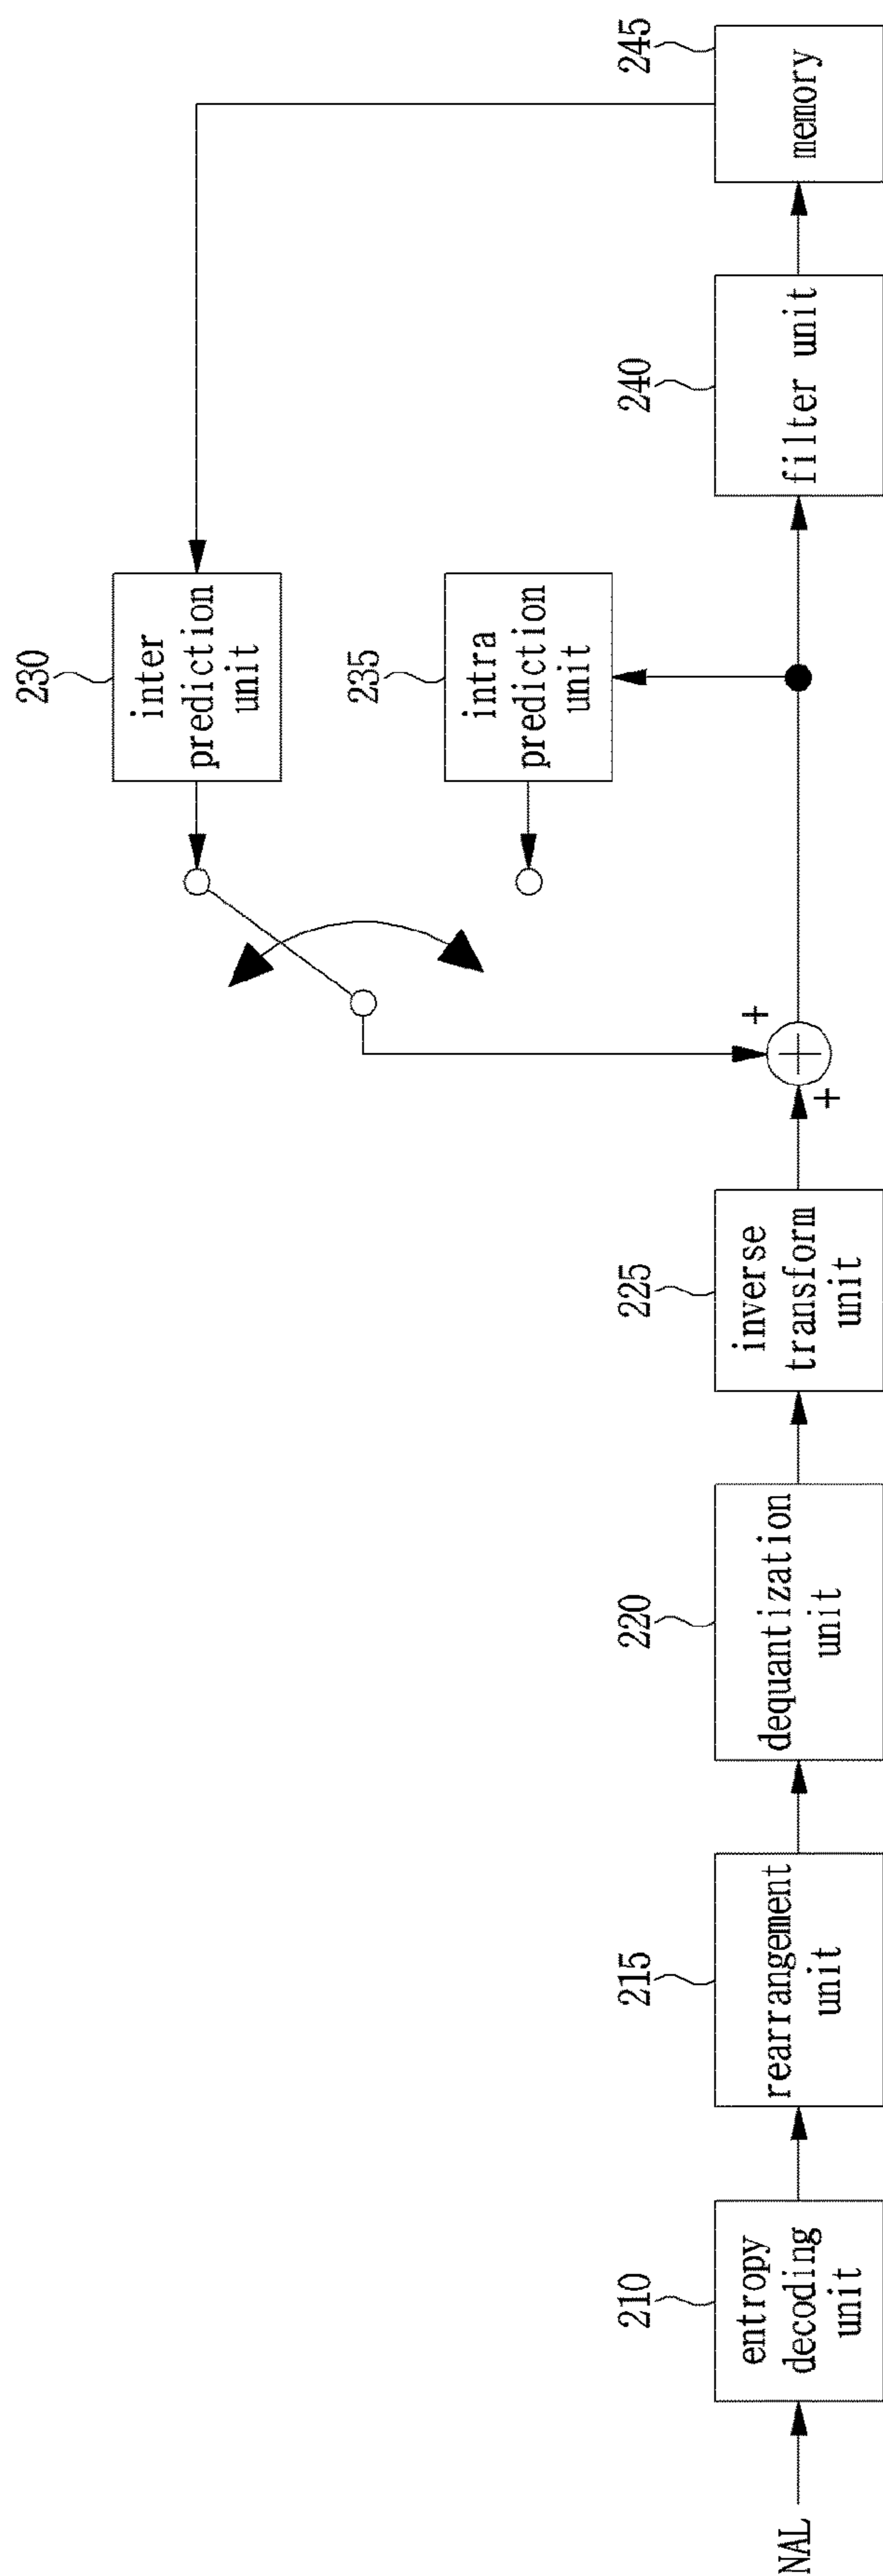 230
inter
prediction
unit
235
intra
prediction
unit
+
+
NAL
210
entropy
decoding
unit
215
rearrangement
unit
220
dequantization
unit
225
inverse
transform
unit
240
filter unit
245
memory